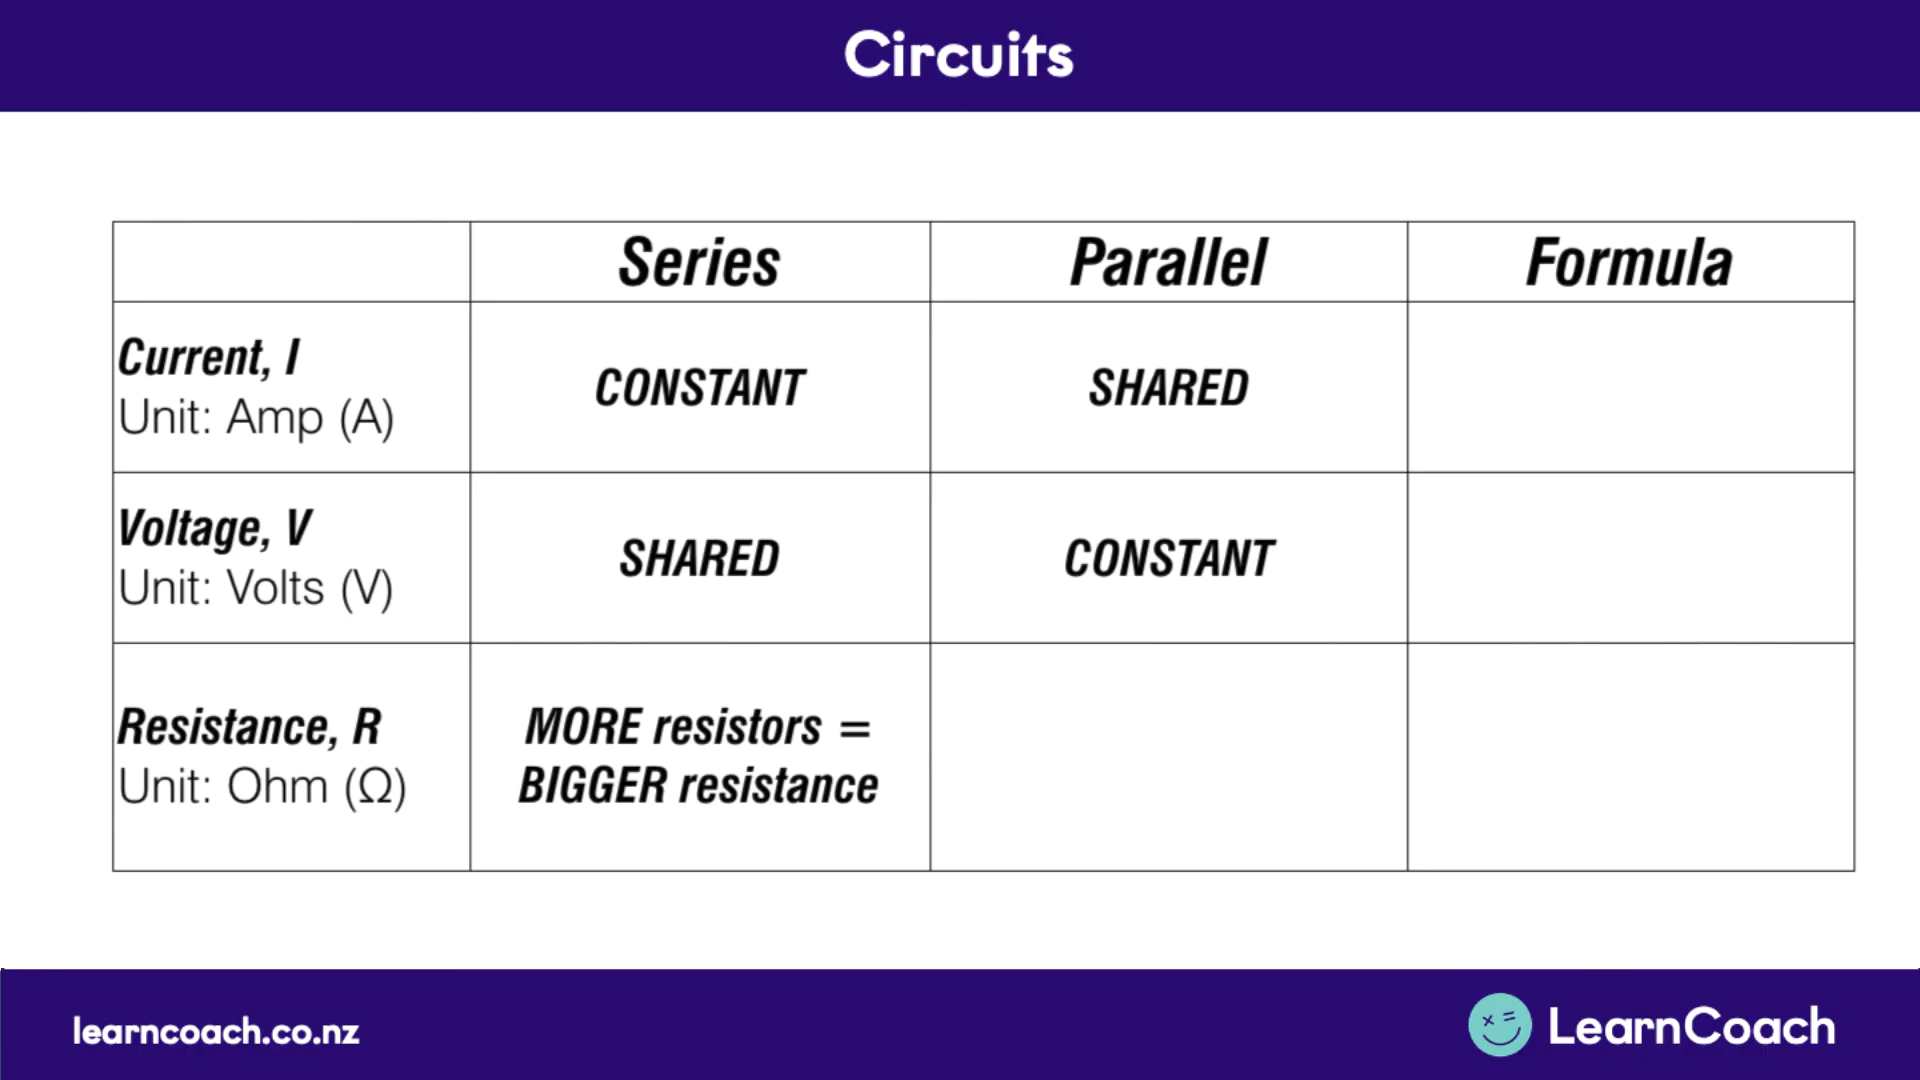 Circuits
Series Parallel Formula
Current, I
Unit: Amp (A)
CONSTANT
SHARED
Voltage, V
Unit: Volts (V)
SHARED
CONSTANT
Resistance, R
Unit: Ohm (Ω)
MORE resistors =
BIGGER resistance
learncoach.co.nz
LearnCoach